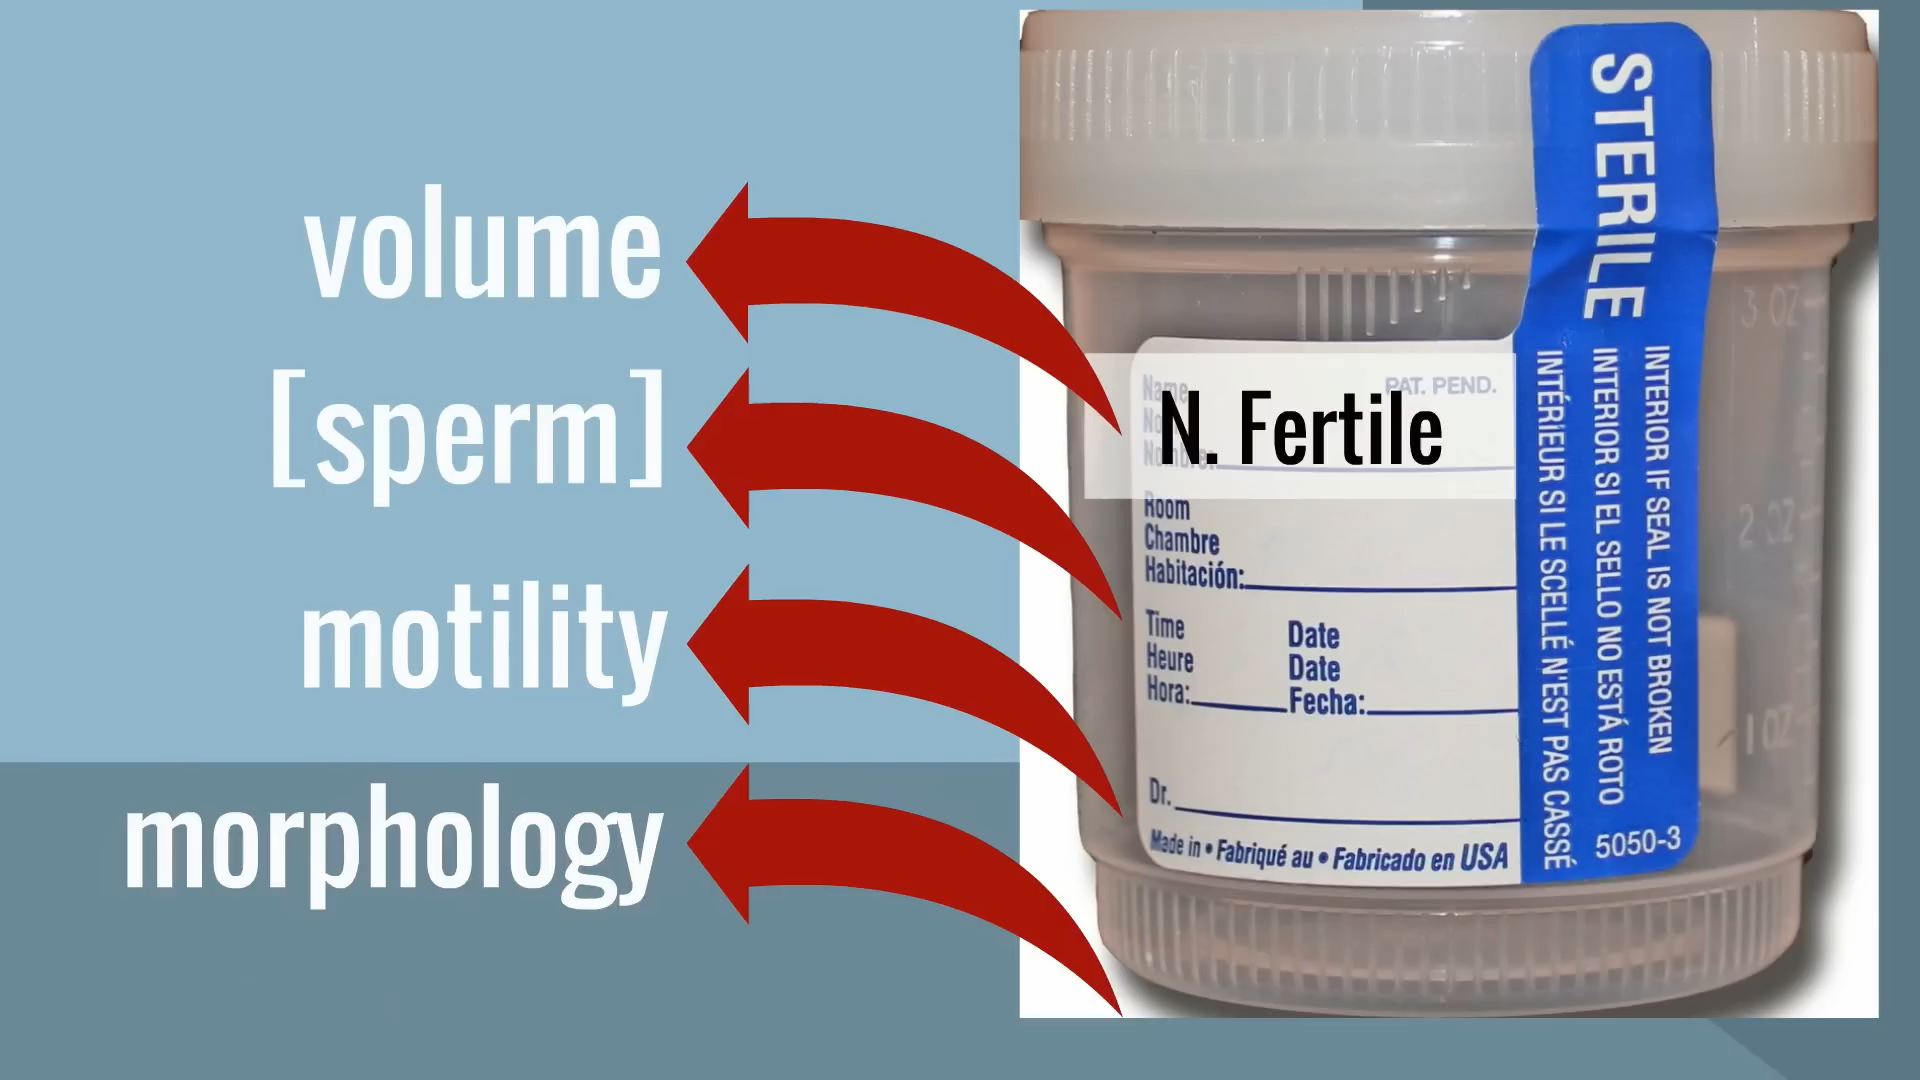 volume
[sperm]
motility
morphology
Name
PAT. PEND.
Nombre:
N. Fertile
Room
Chambre
Habitación:
Time
Heure
Hora:
Date
Date
Fecha:
Dr.
Made in • Fabriqué au • Fabricado en USA
STERILE
INTERIOR IF SEAL IS NOT BROKEN
INTERIOR SI EL SELLO NO ESTÁ ROTO
INTÉRIEUR SI LE SCELLÉ N'EST PAS CASSÉ
5050-3
3 OZ
2 OZ
1 OZ